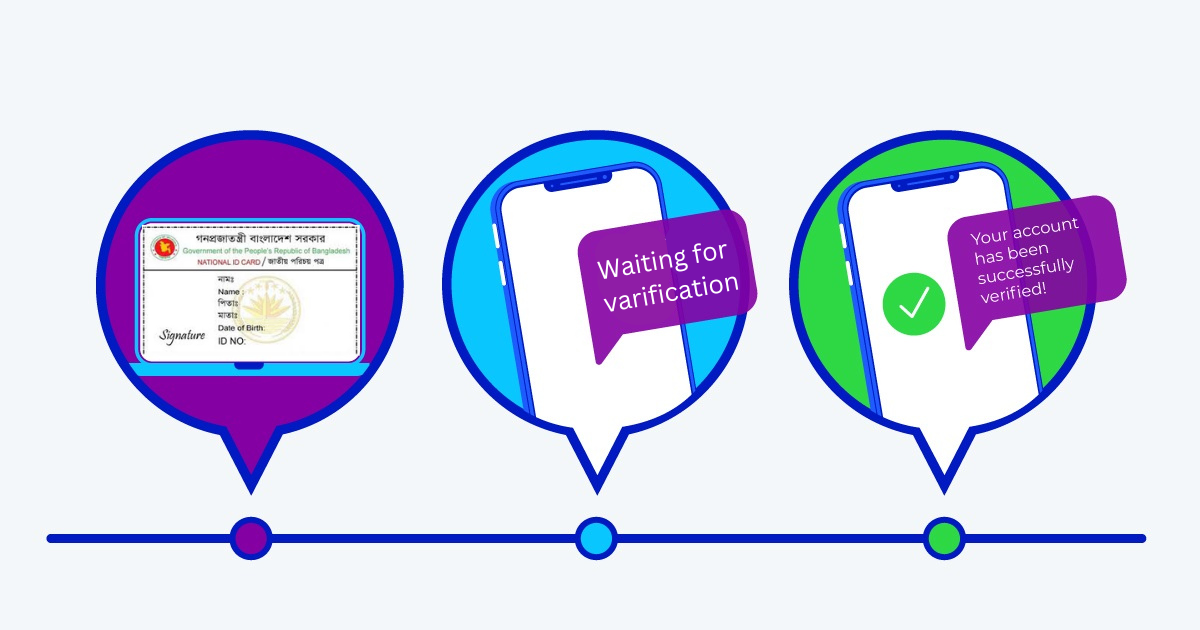 গনপ্রজাতন্ত্রী বাংলাদেশ সরকার
Government of the People's Republic of Bangladesh
NATIONAL ID CARD / জাতীয় পরিচয় পত্র
নামঃ
Name :
পিতাঃ
মাতাঃ
Date of Birth:
ID NO:
Signature
Waiting for
varification
Your account
has been
successfully
verified!